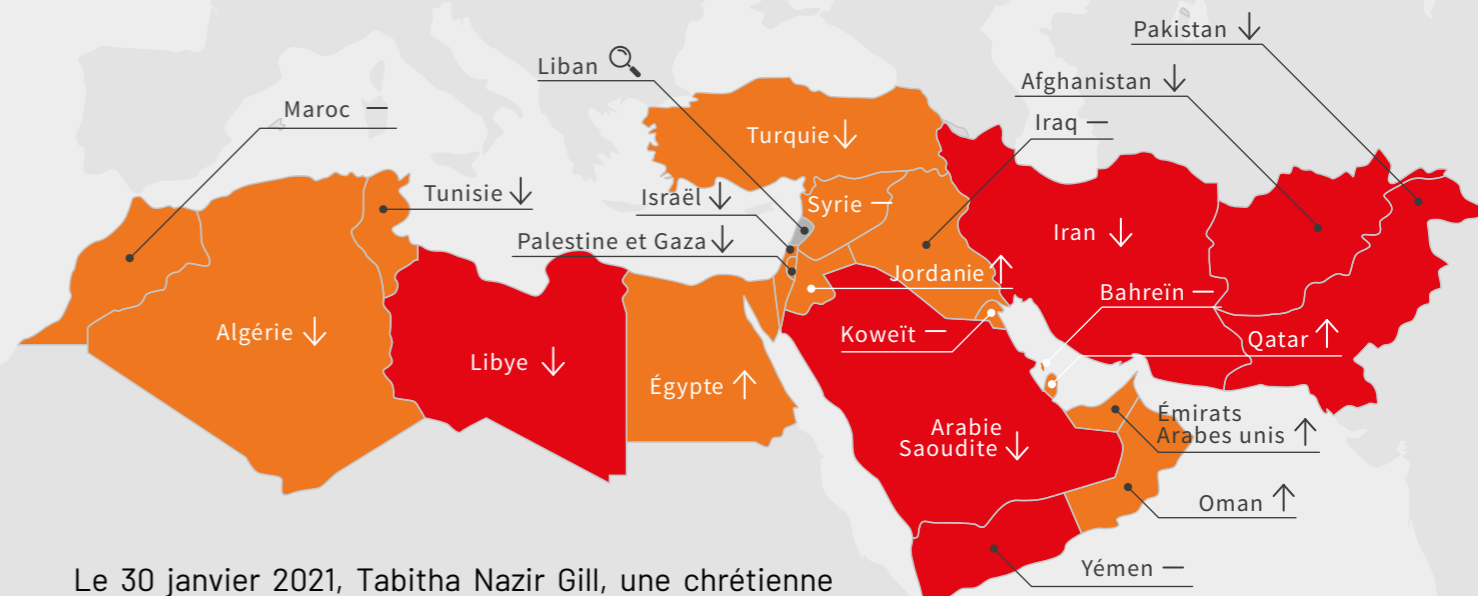 Pakistan ↓
Liban
Afghanistan ↓
Maroc —
Iraq —
Turquie ↓
Tunisie ↓
Israël ↓
Syrie —
Palestine et Gaza ↓
Iran ↓
Jordanie ↑
Bahreïn —
Algérie ↓
Koweït —
Qatar ↑
Libye ↓
Égypte ↑
Émirats
Arabes unis ↑
Arabie
Saoudite ↓
Oman ↑
Yémen —
Le 30 janvier 2021, Tabitha Nazir Gill, une chrétienne